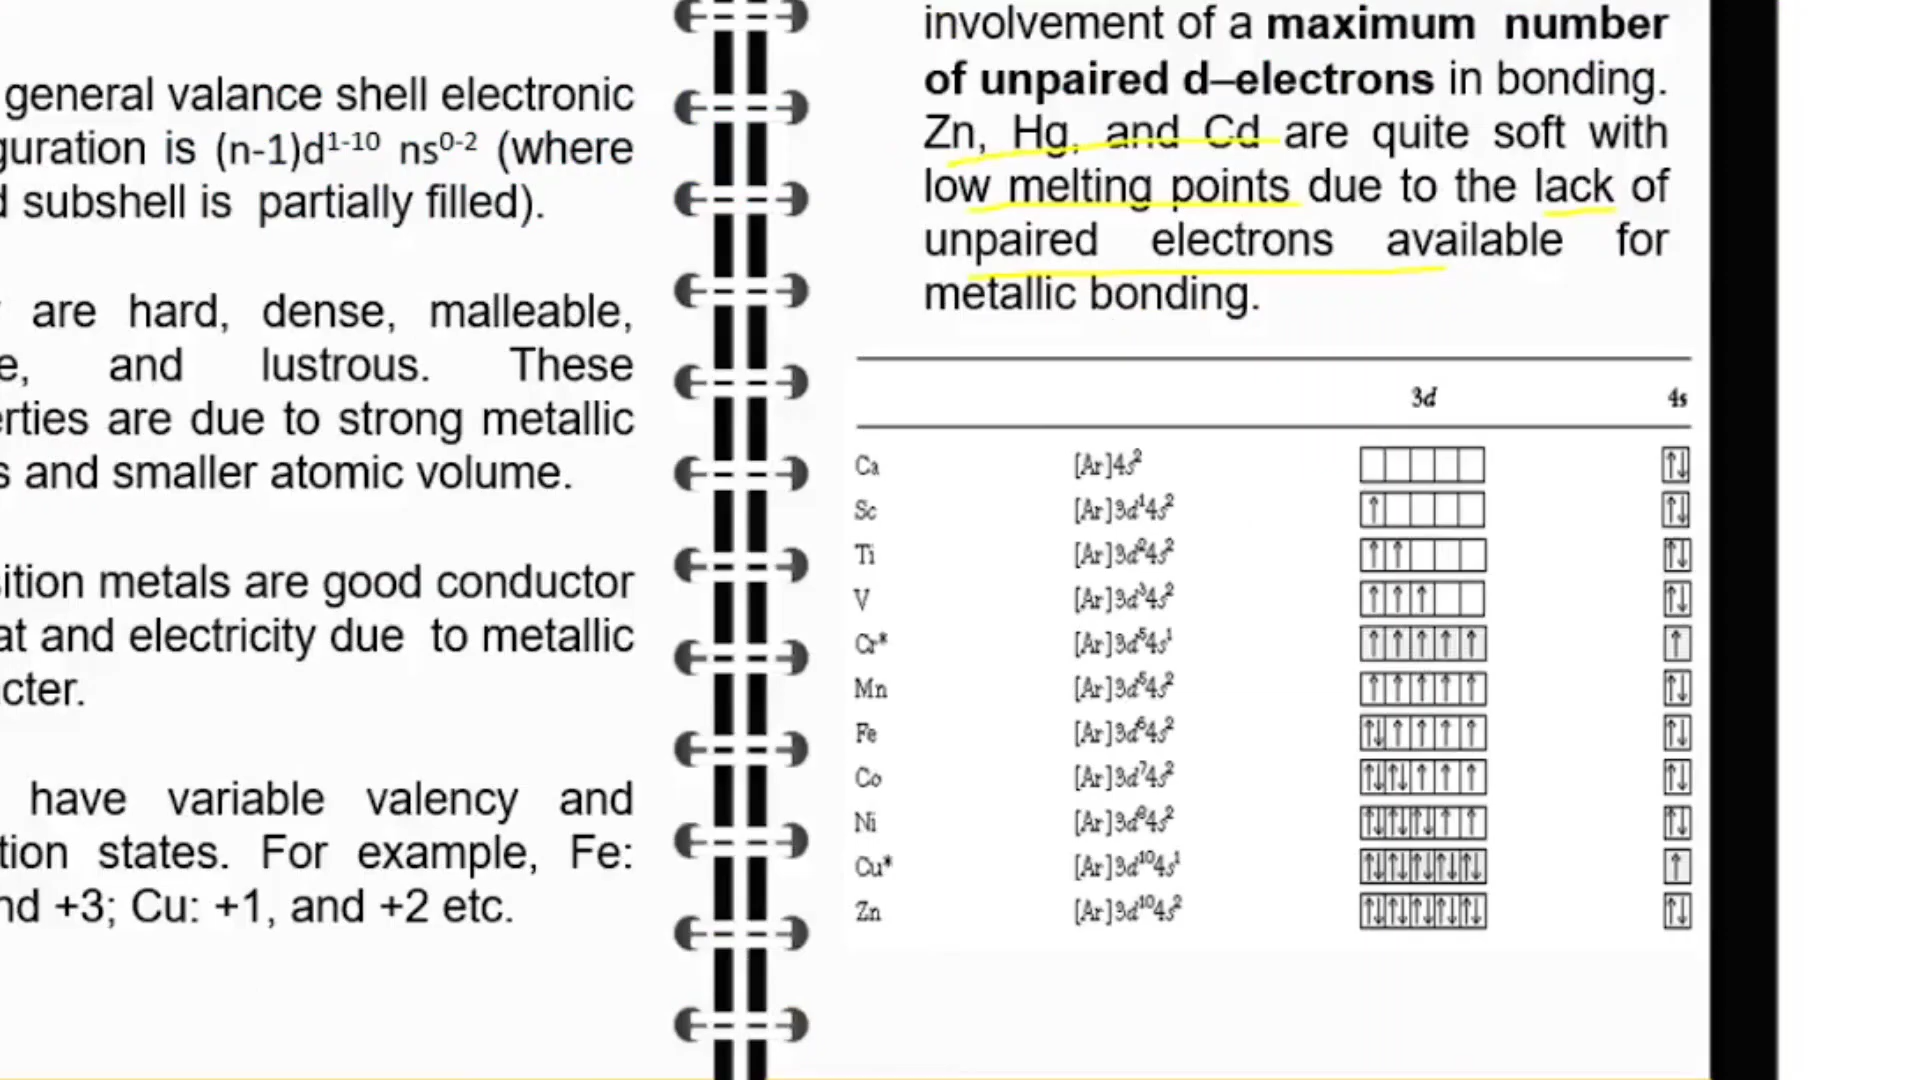 general valance shell electronic
guration is (n-1)d¹⁻¹⁰ ns⁰⁻² (where
d subshell is partially filled).
are hard, dense, malleable,
e, and lustrous. These
erties are due to strong metallic
s and smaller atomic volume.
sition metals are good conductor
at and electricity due to metallic
cter.
have variable valency and
tion states. For example, Fe:
nd +3; Cu: +1, and +2 etc.
involvement of a maximum number
of unpaired d–electrons in bonding.
Zn, Hg, and Cd are quite soft with
low melting points due to the lack of
unpaired electrons available for
metallic bonding.
3d 4s
Ca [Ar]4s² ↑↓
Sc [Ar]3d¹4s² ↑ ↑↓
Ti [Ar]3d²4s² ↑ ↑ ↑↓
V [Ar]3d³4s² ↑ ↑ ↑ ↑↓
Cr* [Ar]3d⁵4s¹ ↑ ↑ ↑ ↑ ↑ ↑
Mn [Ar]3d⁵4s² ↑ ↑ ↑ ↑ ↑ ↑↓
Fe [Ar]3d⁶4s² ↑↓ ↑ ↑ ↑ ↑ ↑↓
Co [Ar]3d⁷4s² ↑↓ ↑↓ ↑ ↑ ↑ ↑↓
Ni [Ar]3d⁸4s² ↑↓ ↑↓ ↑↓ ↑ ↑ ↑↓
Cu* [Ar]3d¹⁰4s¹ ↑↓ ↑↓ ↑↓ ↑↓ ↑↓ ↑
Zn [Ar]3d¹⁰4s² ↑↓ ↑↓ ↑↓ ↑↓ ↑↓ ↑↓